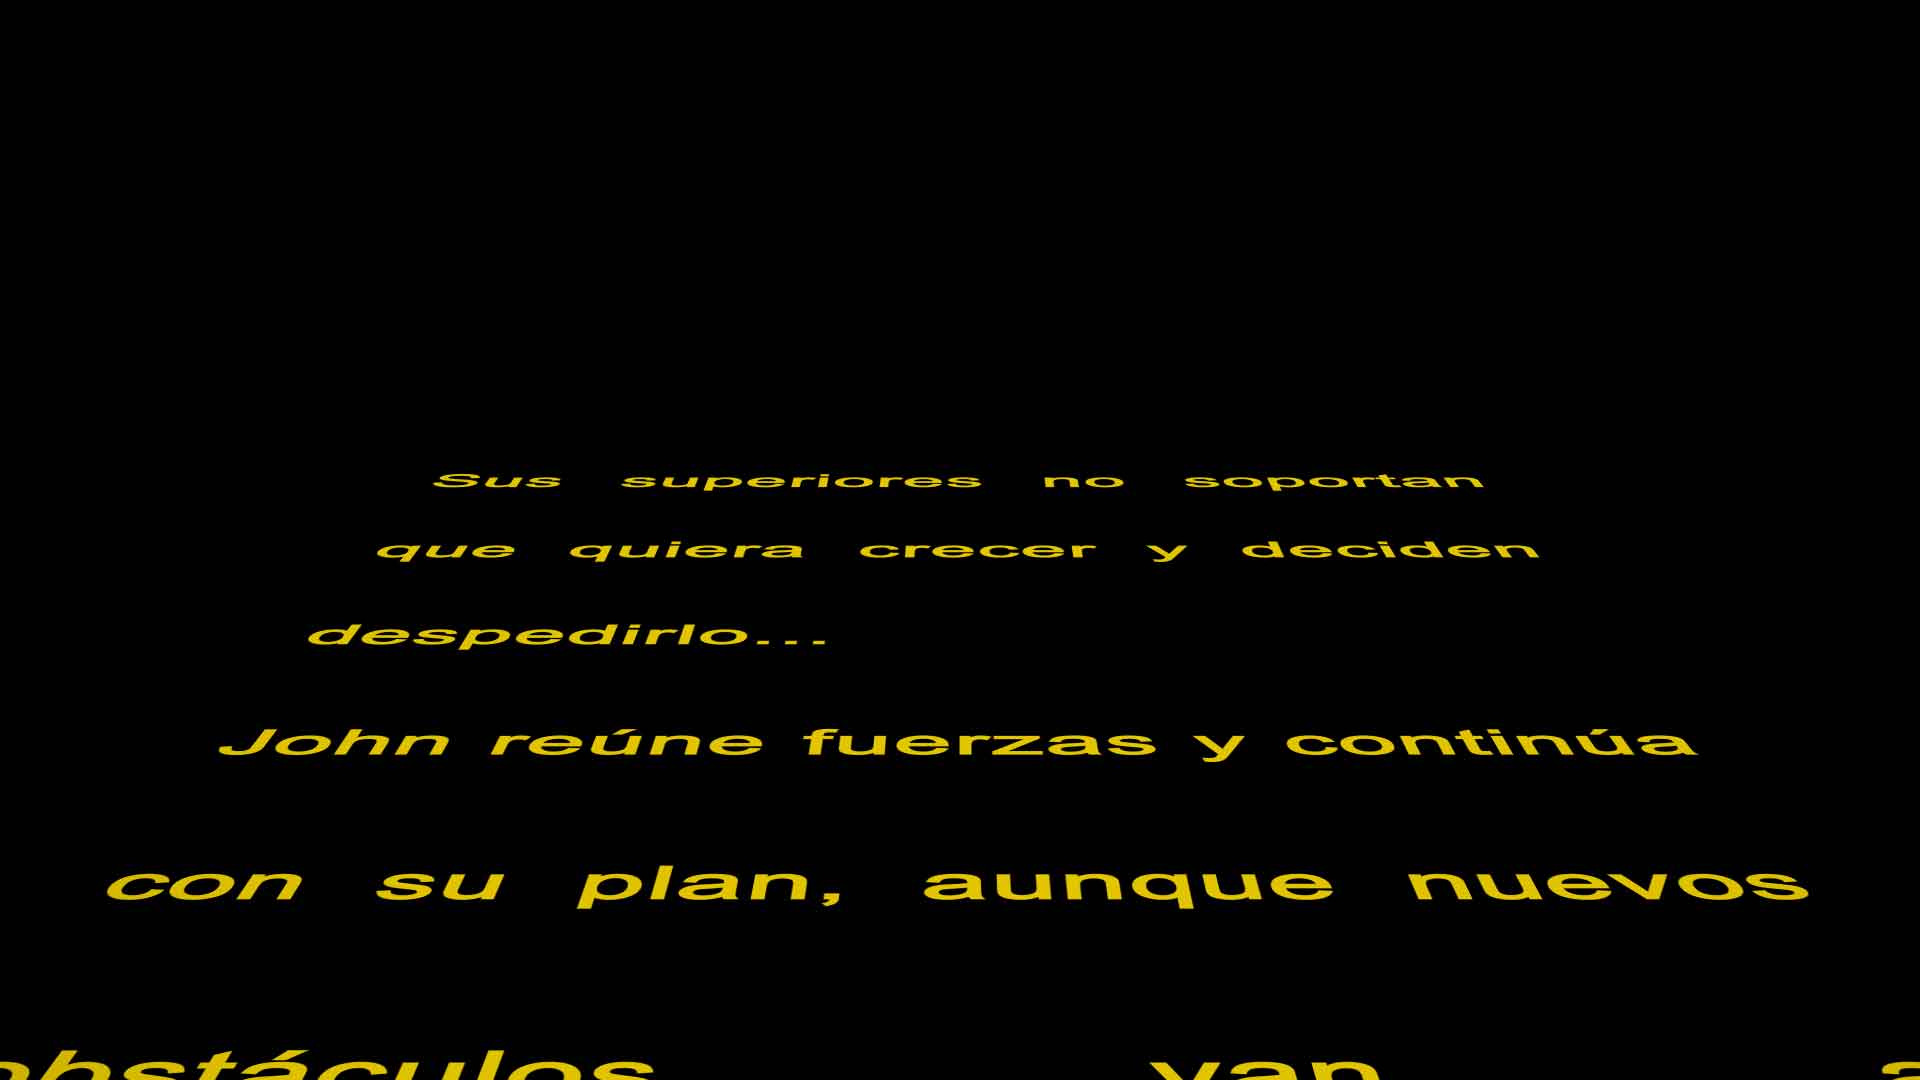 Sus superiores no soportan
que quiera crecer y deciden
despedirlo...
John reúne fuerzas y continúa
con su plan, aunque nuevos
obstáculos van a